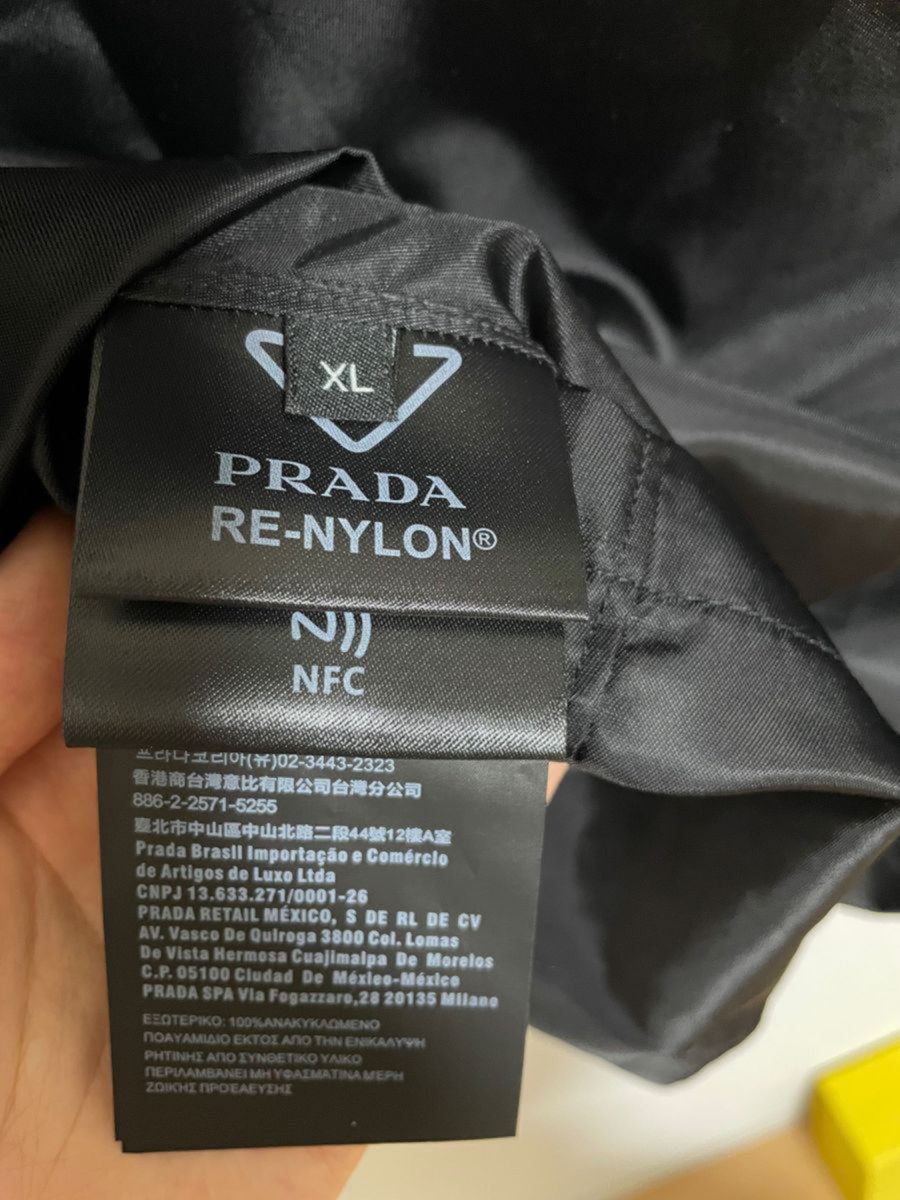 XL
PRADA
RE-NYLON®
NFC
프라다코리아(유)02-3443-2323
香港商台灣意比有限公司台灣分公司
886-2-2571-5255
臺北市中山區中山北路二段44號12樓A室
Prada Brasil Importação e Comércio
de Artigos de Luxo Ltda
CNPJ 13.633.271/0001-26
PRADA RETAIL MÉXICO, S DE RL DE CV
AV. Vasco De Quiroga 3800 Col. Lomas
De Vista Hermosa Cuajimalpa De Morelos
C.P. 05100 Ciudad De Méxleo-México
PRADA SPA Via Fogazzaro,28 20135 Milano
ΕΞΩΤΕΡΙΚΟ: 100%ΑΝΑΚΥΚΛΩΜΕΝΟ
ΠΟΛΥΑΜΙΔΙΟ ΕΚΤΟΣ ΑΠΟ ΤΗΝ ΕΠΙΚΑΛΥΨΗ
ΡΗΤΙΝΗΣ ΑΠΟ ΣΥΝΘΕΤΙΚΟ ΥΛΙΚΟ
ΠΕΡΙΛΑΜΒΑΝΕΙ ΜΗ ΥΦΑΣΜΑΤΙΝΑ ΜΕΡΗ
ΖΩΙΚΗΣ ΠΡΟΕΛΕΥΣΗΣ